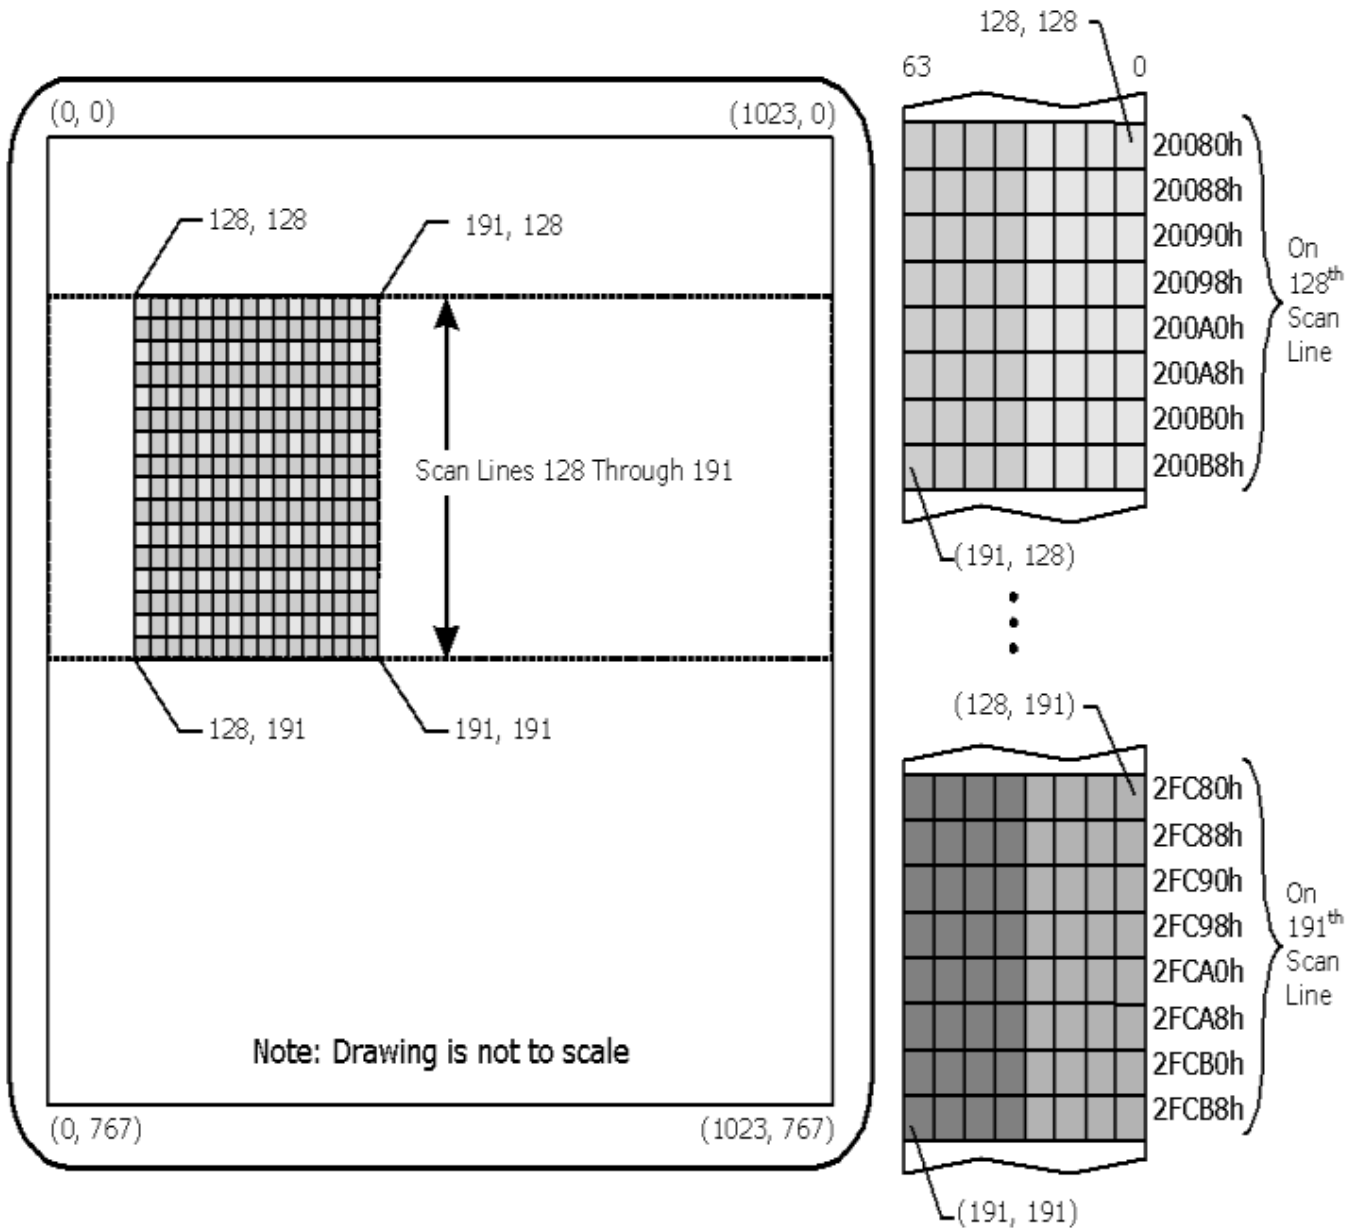 (0, 0)
(1023, 0)
128, 128
191, 128
Scan Lines 128 Through 191
128, 191
191, 191
Note: Drawing is not to scale
(0, 767)
(1023, 767)
128, 128
63
0
20080h
20088h
20090h
20098h
200A0h
200A8h
200B0h
200B8h
On
128th
Scan
Line
(191, 128)
(128, 191)
2FC80h
2FC88h
2FC90h
2FC98h
2FCA0h
2FCA8h
2FCB0h
2FCB8h
On
191th
Scan
Line
(191, 191)